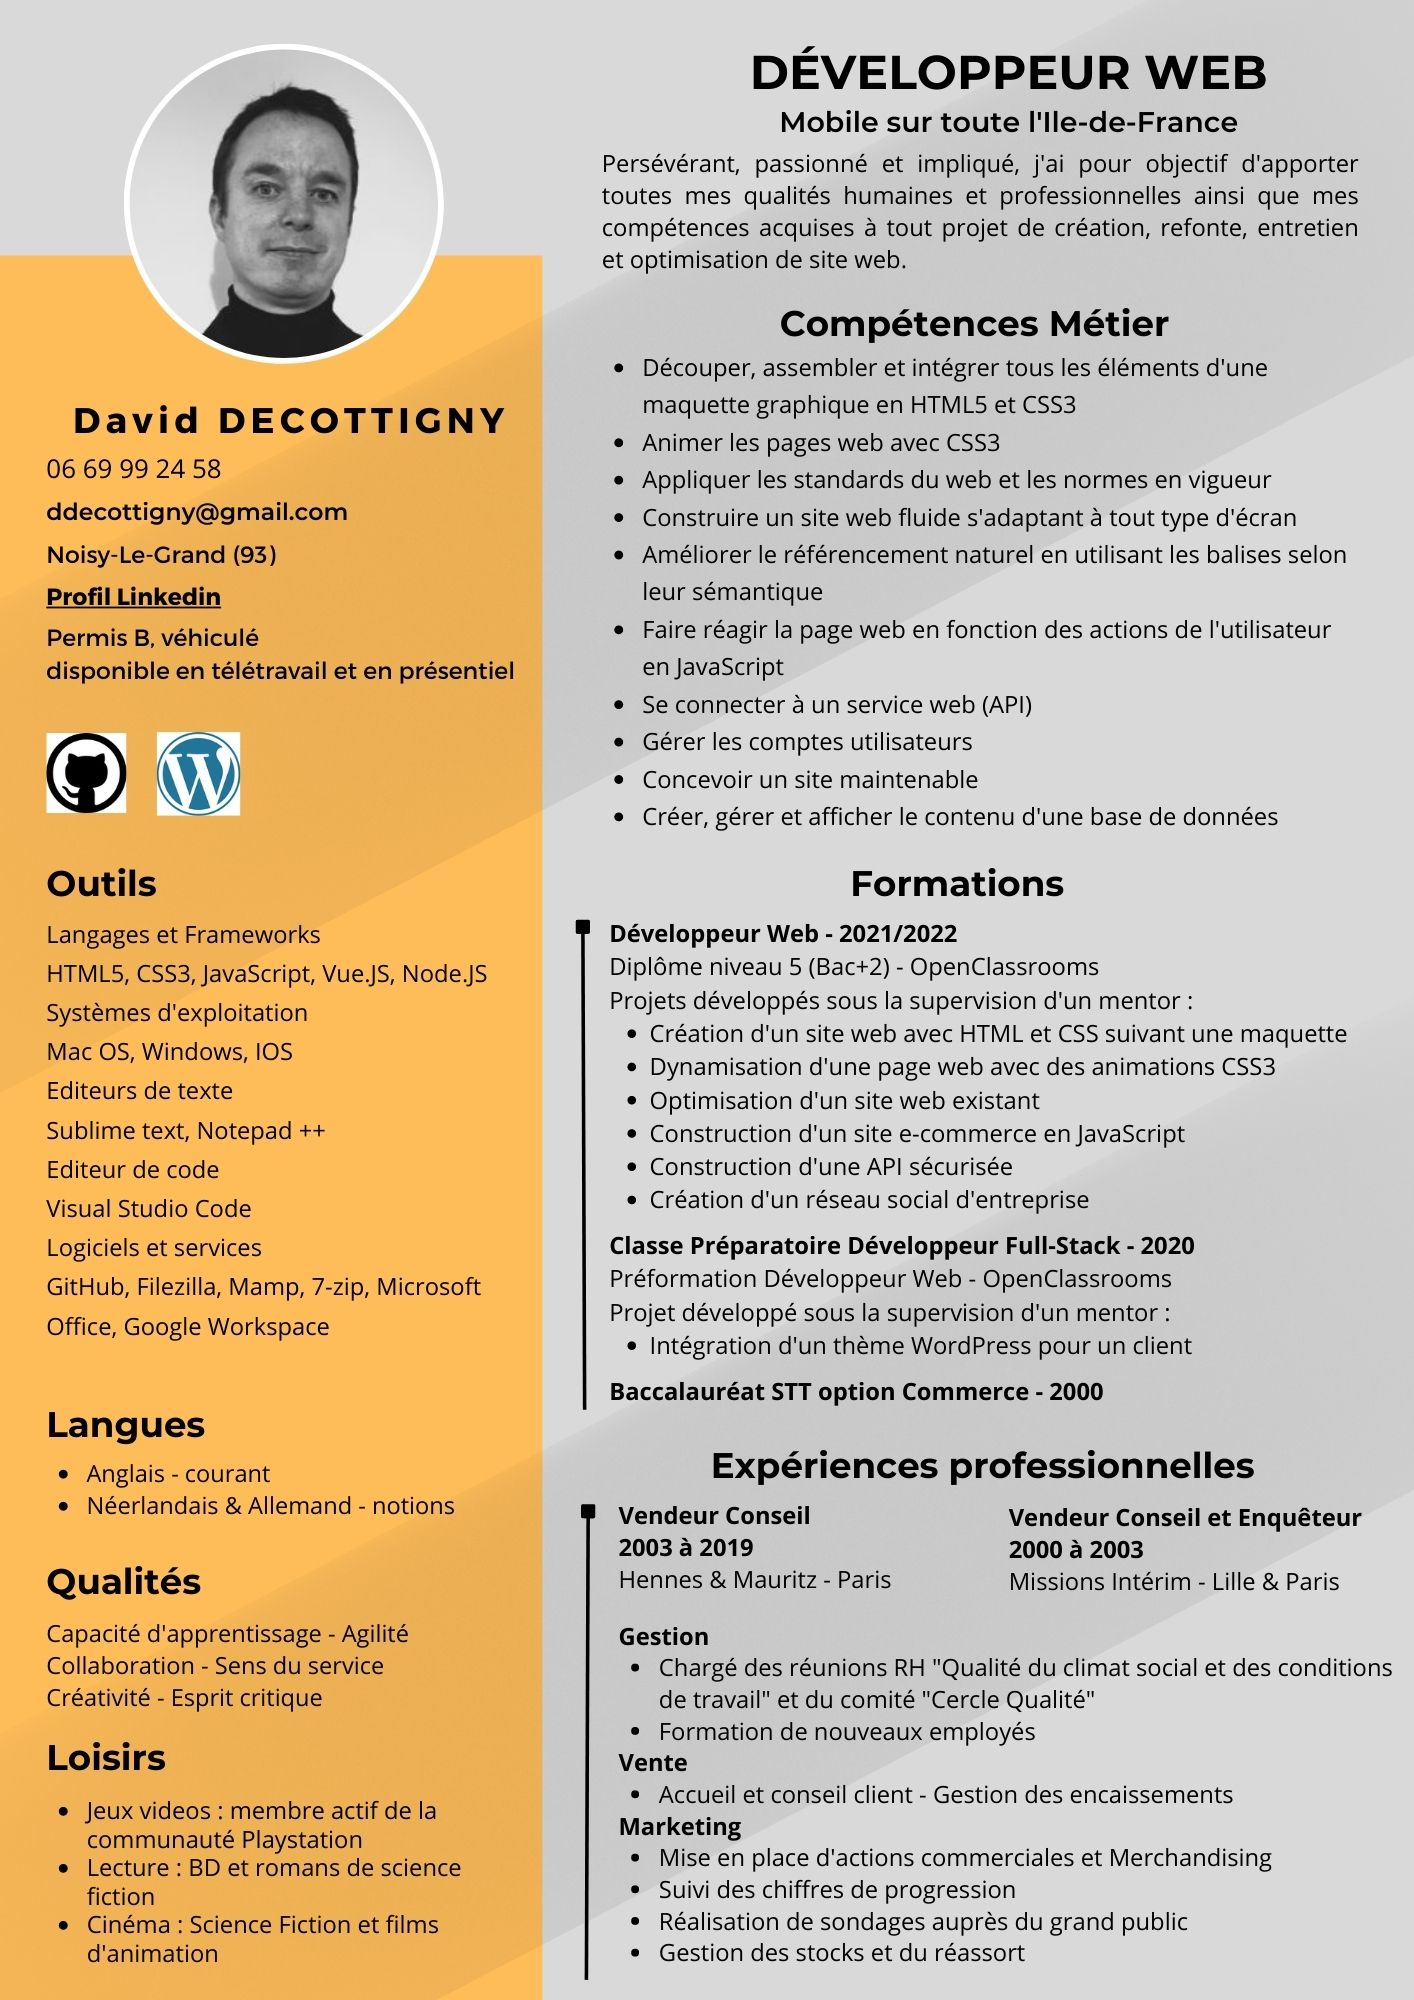 David DECOTTIGNY
06 69 99 24 58
ddecottigny@gmail.com
Noisy-Le-Grand (93)
Profil Linkedin
Permis B, véhiculé
disponible en télétravail et en présentiel
Outils
Langages et Frameworks
HTML5, CSS3, JavaScript, Vue.JS, Node.JS
Systèmes d'exploitation
Mac OS, Windows, IOS
Editeurs de texte
Sublime text, Notepad ++
Editeur de code
Visual Studio Code
Logiciels et services
GitHub, Filezilla, Mamp, 7-zip, Microsoft
Office, Google Workspace
Langues
• Anglais - courant
• Néerlandais & Allemand - notions
Qualités
Capacité d'apprentissage - Agilité
Collaboration - Sens du service
Créativité - Esprit critique
Loisirs
• Jeux videos : membre actif de la
communauté Playstation
• Lecture : BD et romans de science
fiction
• Cinéma : Science Fiction et films
d'animation
DÉVELOPPEUR WEB
Mobile sur toute l'Ile-de-France
Persévérant, passionné et impliqué, j'ai pour objectif d'apporter
toutes mes qualités humaines et professionnelles ainsi que mes
compétences acquises à tout projet de création, refonte, entretien
et optimisation de site web.
Compétences Métier
• Découper, assembler et intégrer tous les éléments d'une
maquette graphique en HTML5 et CSS3
• Animer les pages web avec CSS3
• Appliquer les standards du web et les normes en vigueur
• Construire un site web fluide s'adaptant à tout type d'écran
• Améliorer le référencement naturel en utilisant les balises selon
leur sémantique
• Faire réagir la page web en fonction des actions de l'utilisateur
en JavaScript
• Se connecter à un service web (API)
• Gérer les comptes utilisateurs
• Concevoir un site maintenable
• Créer, gérer et afficher le contenu d'une base de données
Formations
Développeur Web - 2021/2022
Diplôme niveau 5 (Bac+2) - OpenClassrooms
Projets développés sous la supervision d'un mentor :
• Création d'un site web avec HTML et CSS suivant une maquette
• Dynamisation d'une page web avec des animations CSS3
• Optimisation d'un site web existant
• Construction d'un site e-commerce en JavaScript
• Construction d'une API sécurisée
• Création d'un réseau social d'entreprise
Classe Préparatoire Développeur Full-Stack - 2020
Préformation Développeur Web - OpenClassrooms
Projet développé sous la supervision d'un mentor :
• Intégration d'un thème WordPress pour un client
Baccalauréat STT option Commerce - 2000
Expériences professionnelles
Vendeur Conseil
2003 à 2019
Hennes & Mauritz - Paris
Vendeur Conseil et Enquêteur
2000 à 2003
Missions Intérim - Lille & Paris
Gestion
• Chargé des réunions RH "Qualité du climat social et des conditions
de travail" et du comité "Cercle Qualité"
• Formation de nouveaux employés
Vente
• Accueil et conseil client - Gestion des encaissements
Marketing
• Mise en place d'actions commerciales et Merchandising
• Suivi des chiffres de progression
• Réalisation de sondages auprès du grand public
• Gestion des stocks et du réassort